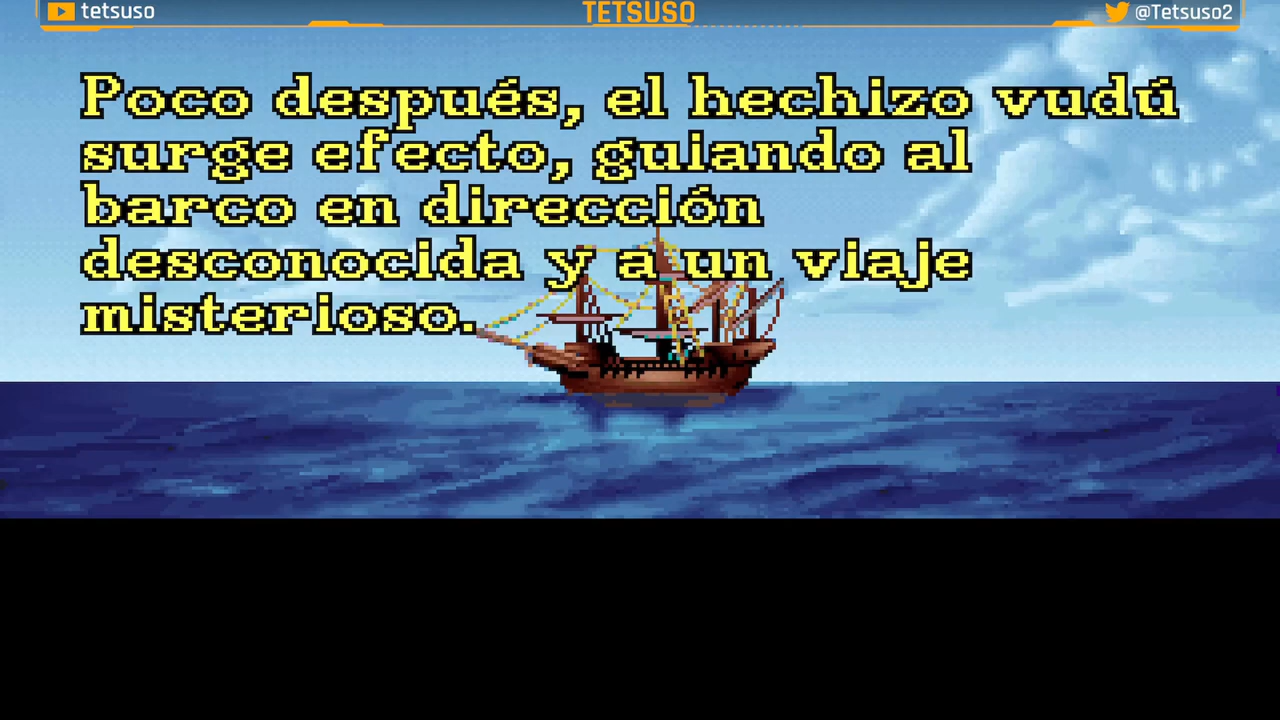 tetsuso
TETSUSO
@Tetsuso2
Poco después, el hechizo vudú
surge efecto, guiando al
barco en dirección
desconocida y a un viaje
misterioso.